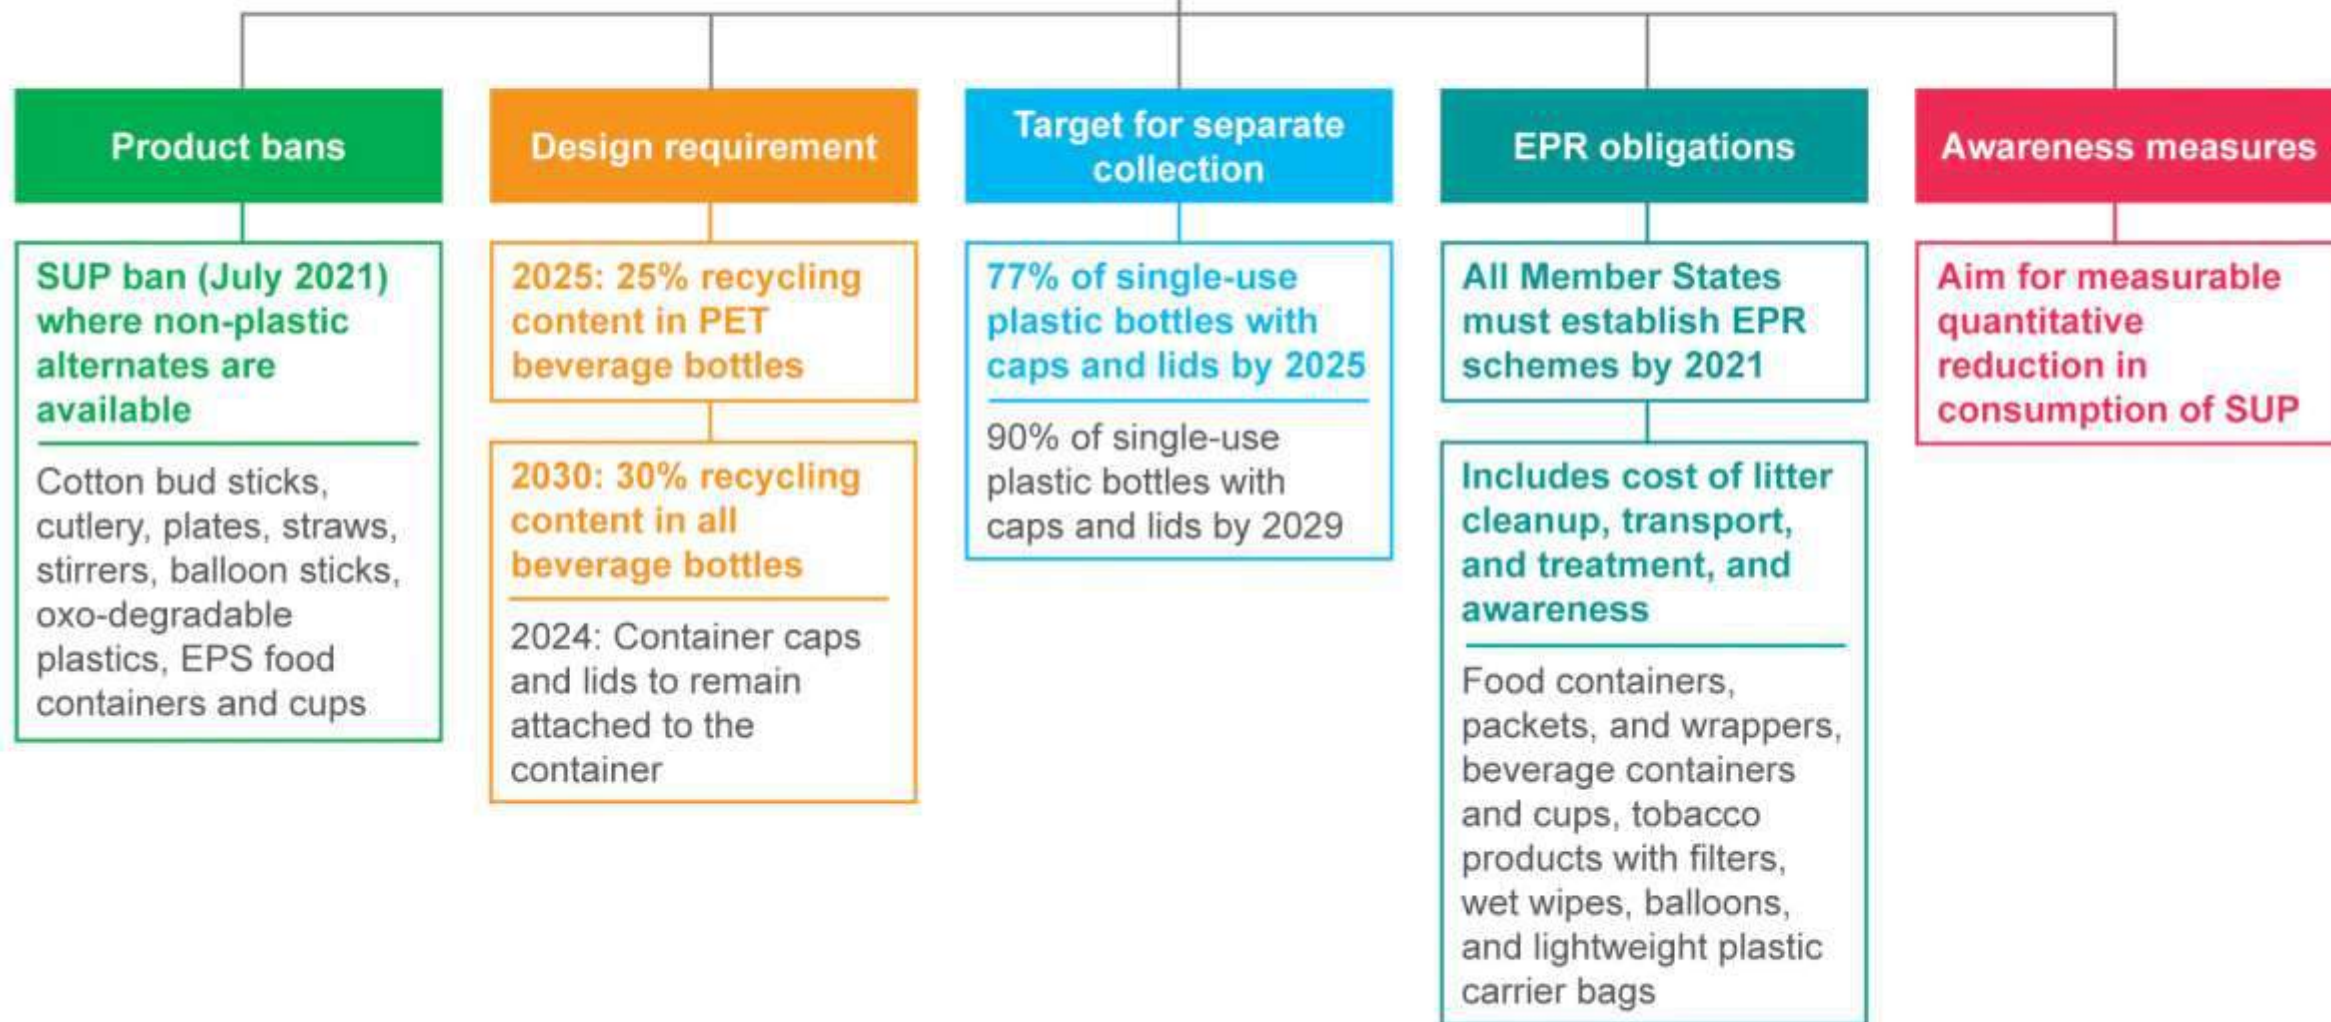 Product bans
SUP ban (July 2021)
where non-plastic
alternates are
available
Cotton bud sticks,
cutlery, plates, straws,
stirrers, balloon sticks,
oxo-degradable
plastics, EPS food
containers and cups
Design requirement
2025: 25% recycling
content in PET
beverage bottles
2030: 30% recycling
content in all
beverage bottles
2024: Container caps
and lids to remain
attached to the
container
Target for separate
collection
77% of single-use
plastic bottles with
caps and lids by 2025
90% of single-use
plastic bottles with
caps and lids by 2029
EPR obligations
All Member States
must establish EPR
schemes by 2021
Includes cost of litter
cleanup, transport,
and treatment, and
awareness
Food containers,
packets, and wrappers,
beverage containers
and cups, tobacco
products with filters,
wet wipes, balloons,
and lightweight plastic
carrier bags
Awareness measures
Aim for measurable
quantitative
reduction in
consumption of SUP